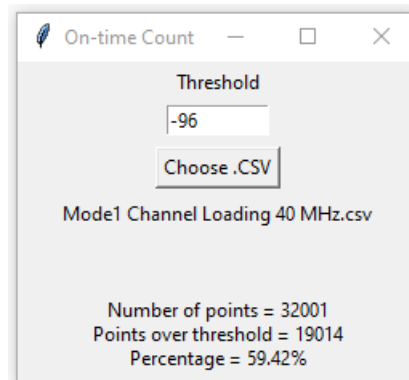 On-time Count
Threshold
-96
Choose .CSV
Mode1 Channel Loading 40 MHz.csv
Number of points = 32001
Points over threshold = 19014
Percentage = 59.42%